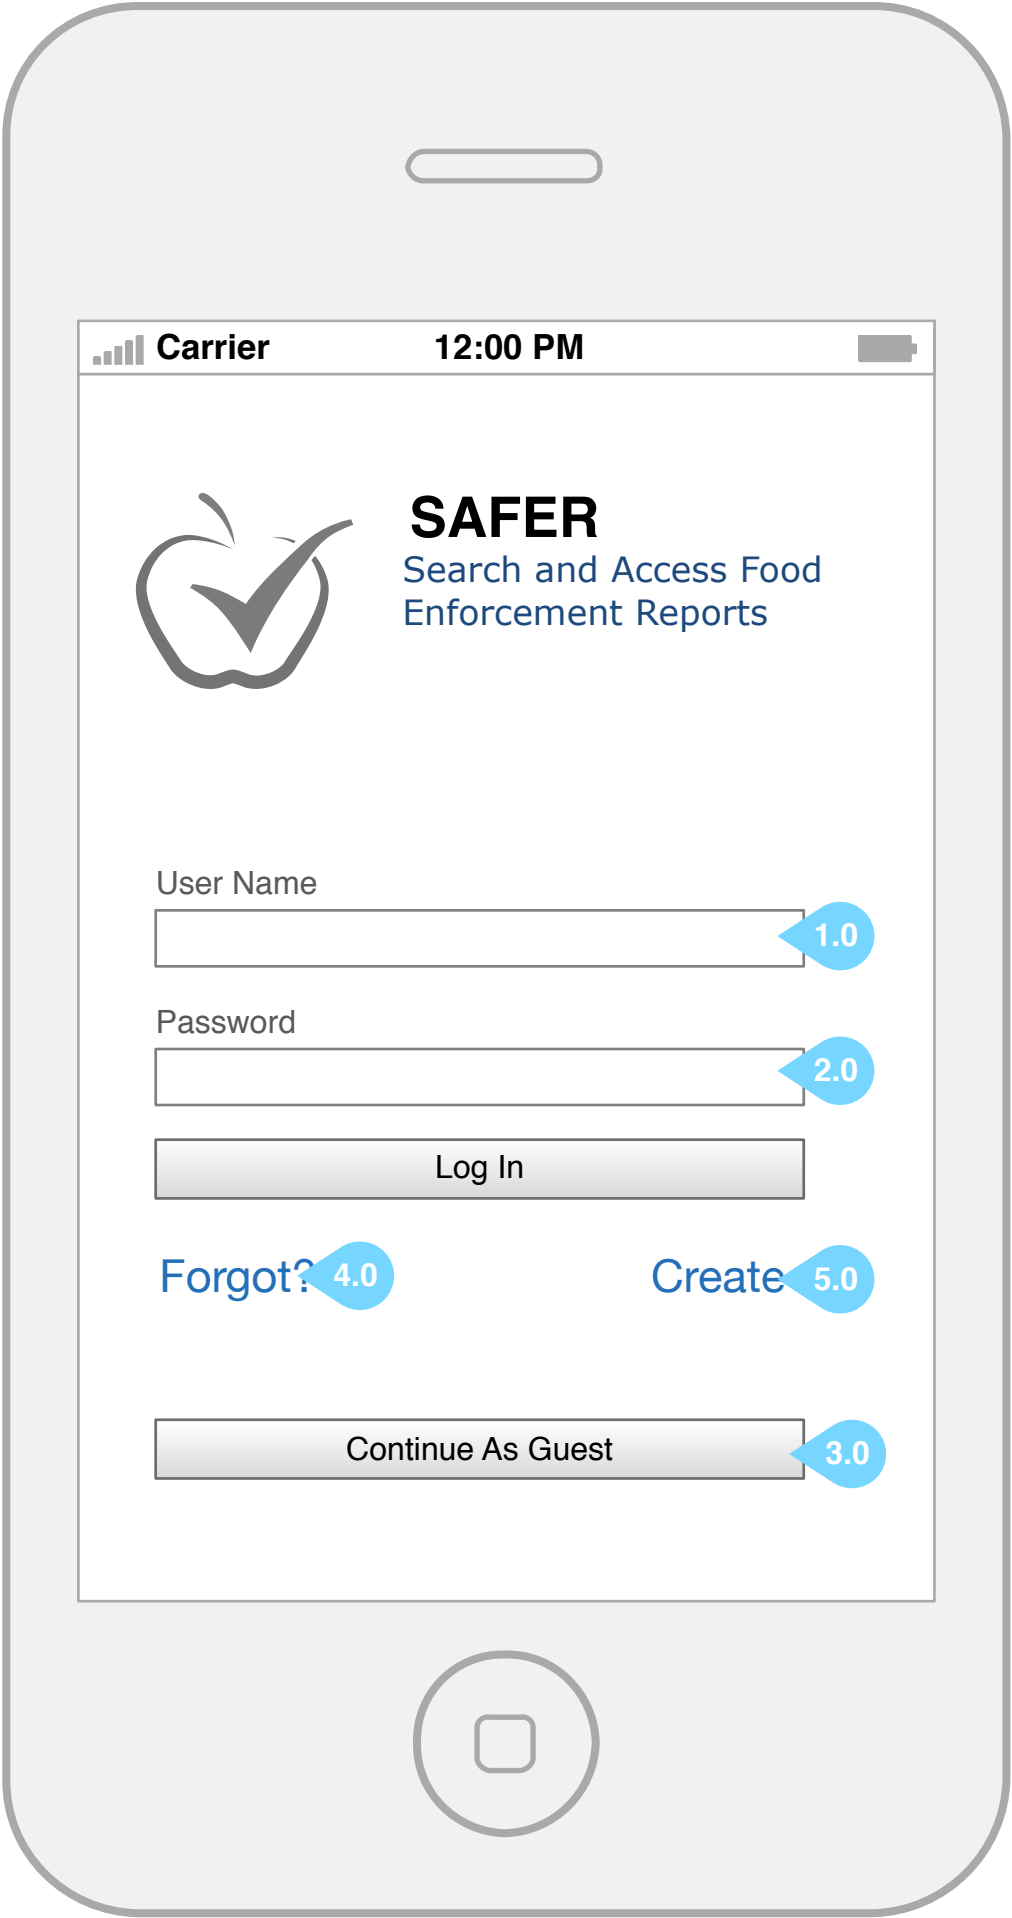 Carrier 12:00 PM
SAFER
Search and Access Food
Enforcement Reports
User Name
1.0
Password
2.0
Log In
Forgot? 4.0 Create 5.0
Continue As Guest 3.0